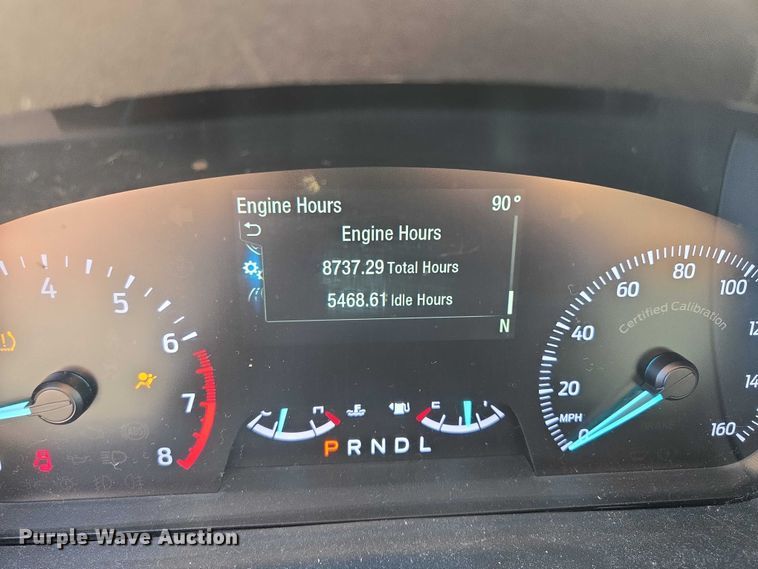 Engine Hours 90°
Engine Hours
8737.29 Total Hours
5468.61 Idle Hours
N
4 5 6 7 8
0 20 40 60 80 100 160
Certified Calibration
MPH
BRAKE
P R N D L
Purple Wave Auction